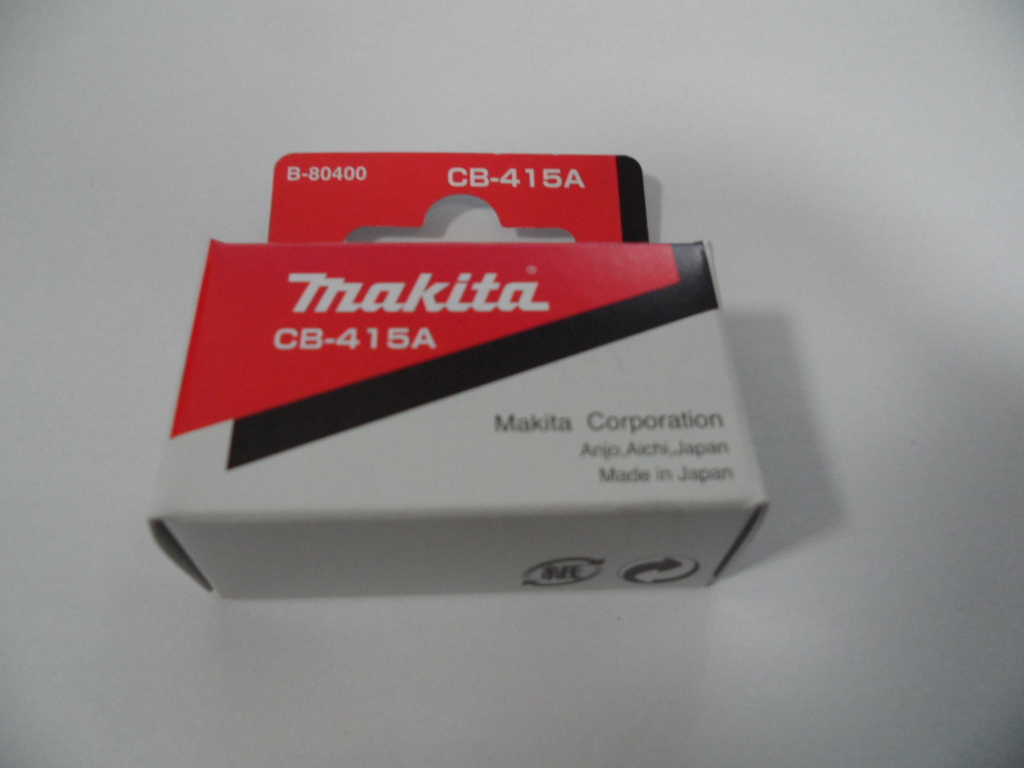 B-80400 CB-415A
makita®
CB-415A
Makita Corporation
Anjo,Aichi,Japan
Made in Japan